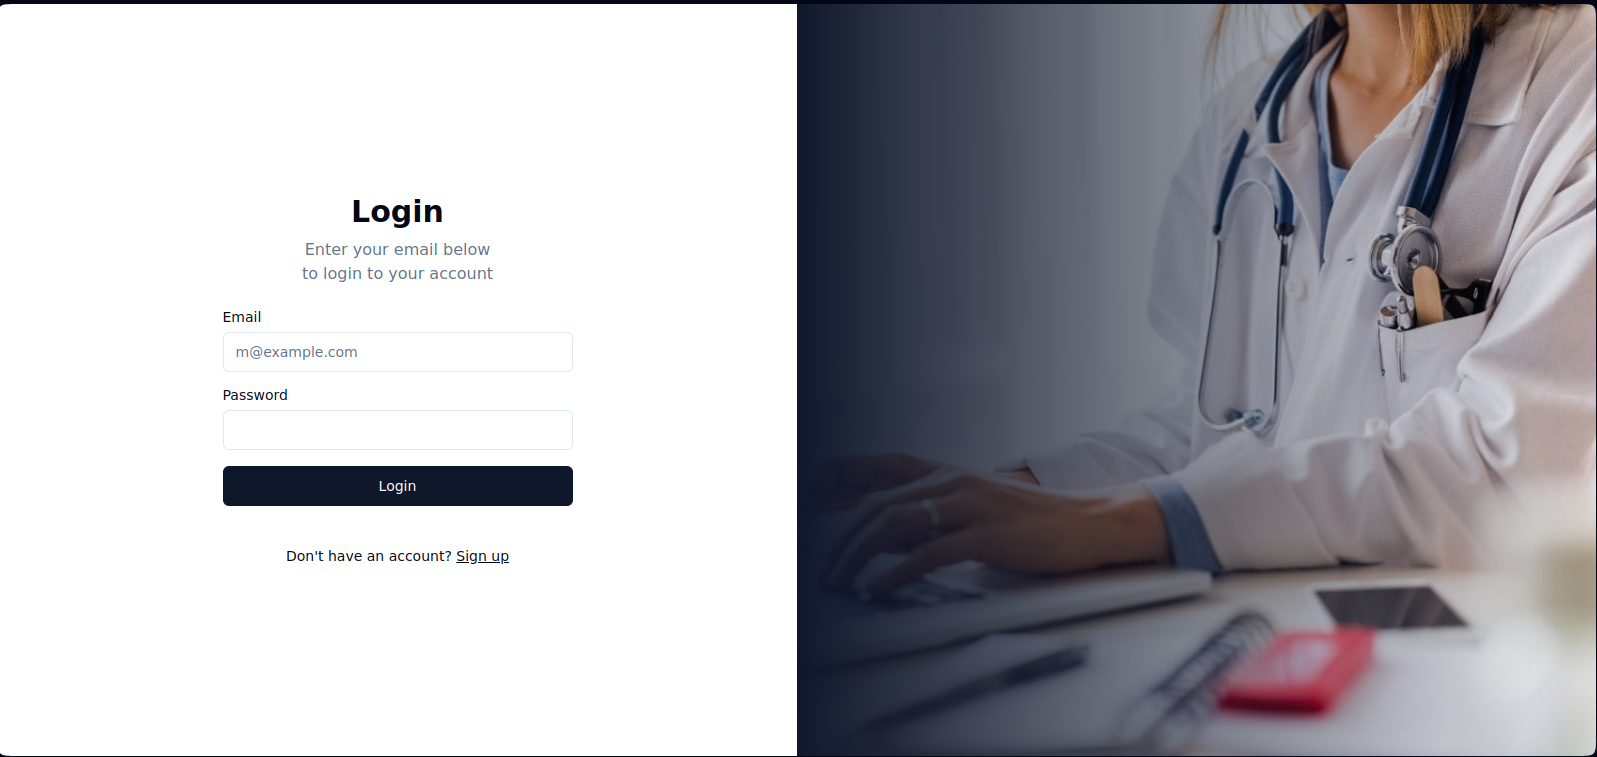 Login
Enter your email below
to login to your account
Email
m@example.com
Password
Login
Don't have an account? Sign up